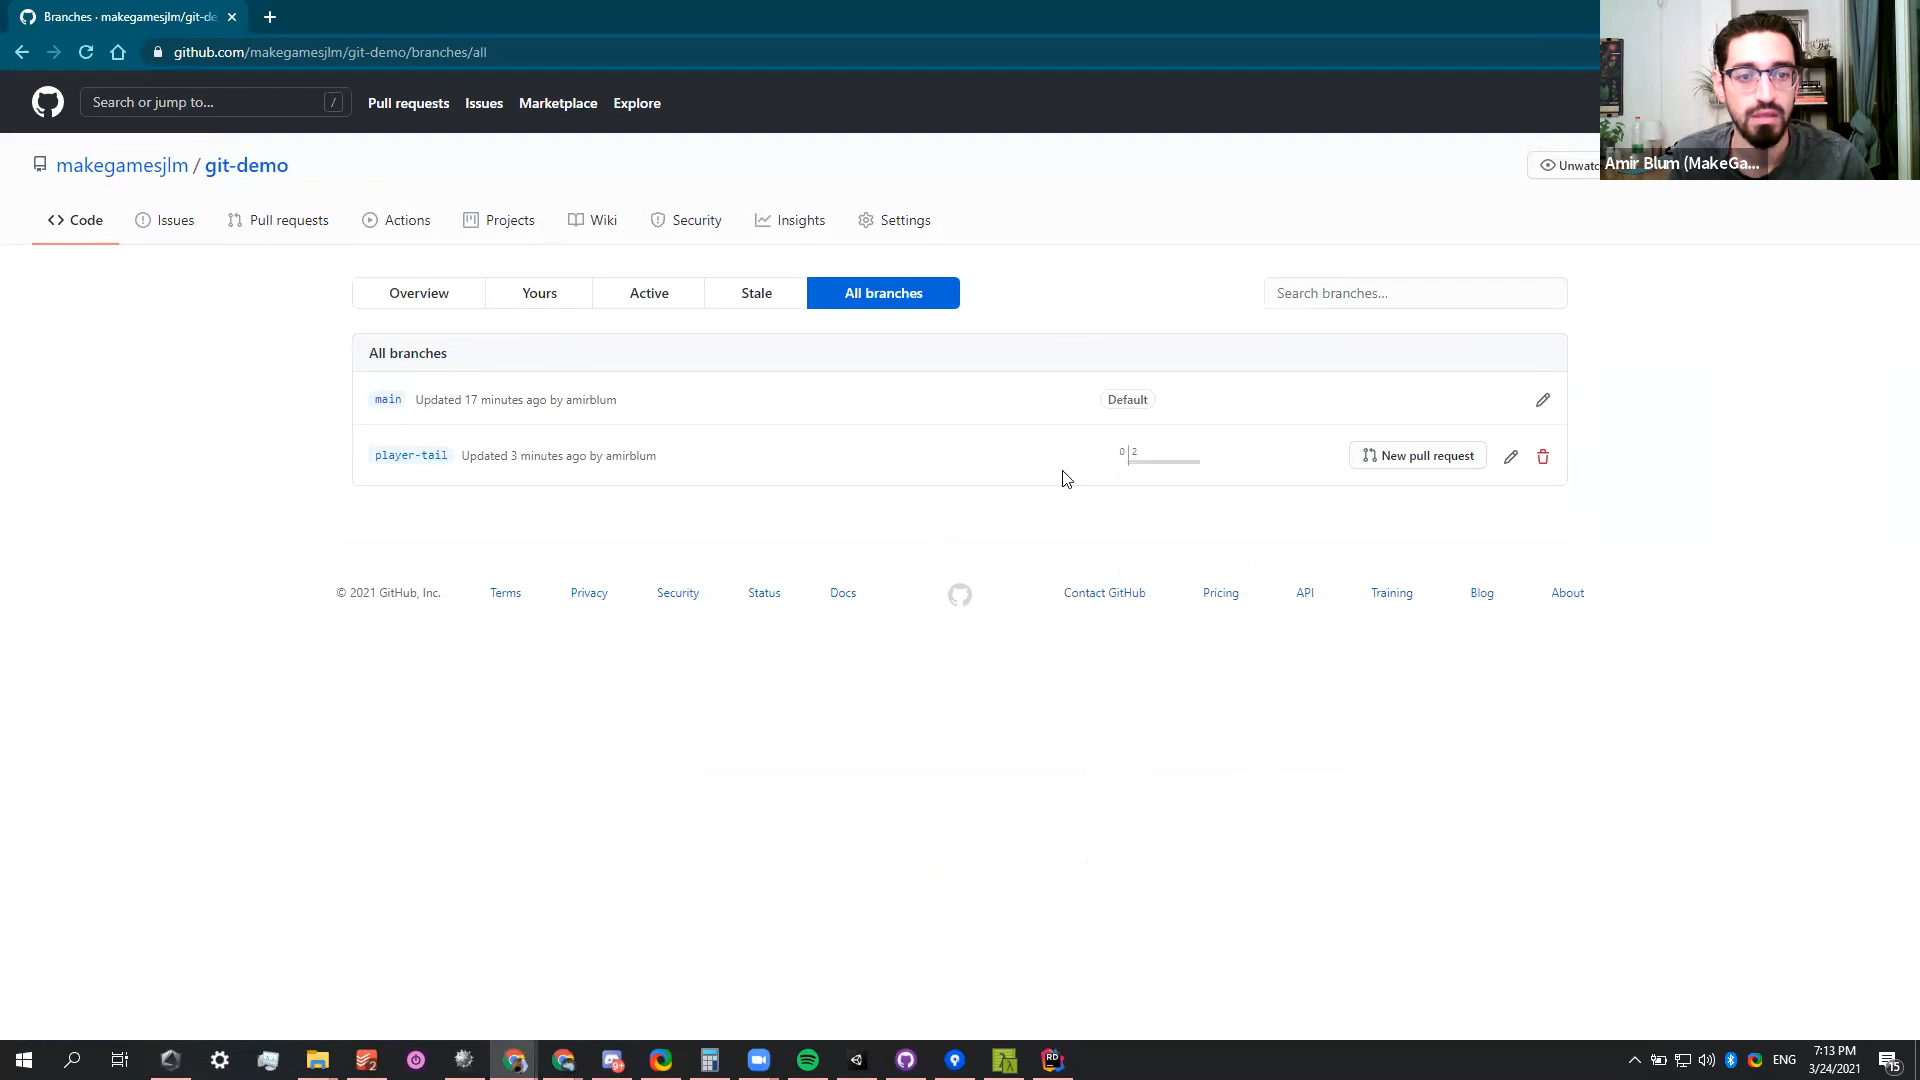 Branches · makegamesjlm/git-de
github.com/makegamesjlm/git-demo/branches/all
Search or jump to... /
Pull requests Issues Marketplace Explore
makegamesjlm / git-demo
Unwatc
Amir Blum (MakeGa...
Code Issues Pull requests Actions Projects Wiki Security Insights Settings
Overview Yours Active Stale All branches
Search branches...
All branches
main Updated 17 minutes ago by amirblum Default
player-tail Updated 3 minutes ago by amirblum 0 2 New pull request
© 2021 GitHub, Inc. Terms Privacy Security Status Docs Contact GitHub Pricing API Training Blog About
2
9+
RD
ENG
7:13 PM
3/24/2021
15